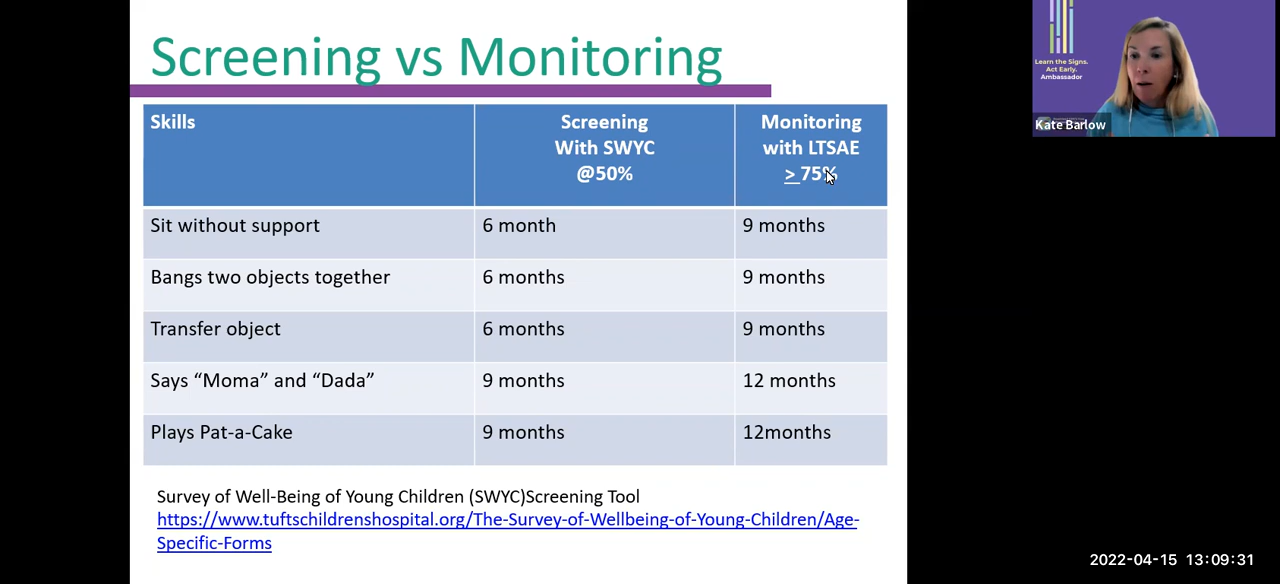 Screening vs Monitoring
Skills
Screening
With SWYC
@50%
Monitoring
with LTSAE
≥ 75%
Sit without support
6 month
9 months
Bangs two objects together
6 months
9 months
Transfer object
6 months
9 months
Says “Moma” and “Dada”
9 months
12 months
Plays Pat-a-Cake
9 months
12months
Survey of Well-Being of Young Children (SWYC)Screening Tool
https://www.tuftschildrenshospital.org/The-Survey-of-Wellbeing-of-Young-Children/Age-
Specific-Forms
Learn the Signs.
Act Early.
Ambassador
Kate Barlow
2022-04-15 13:09:31